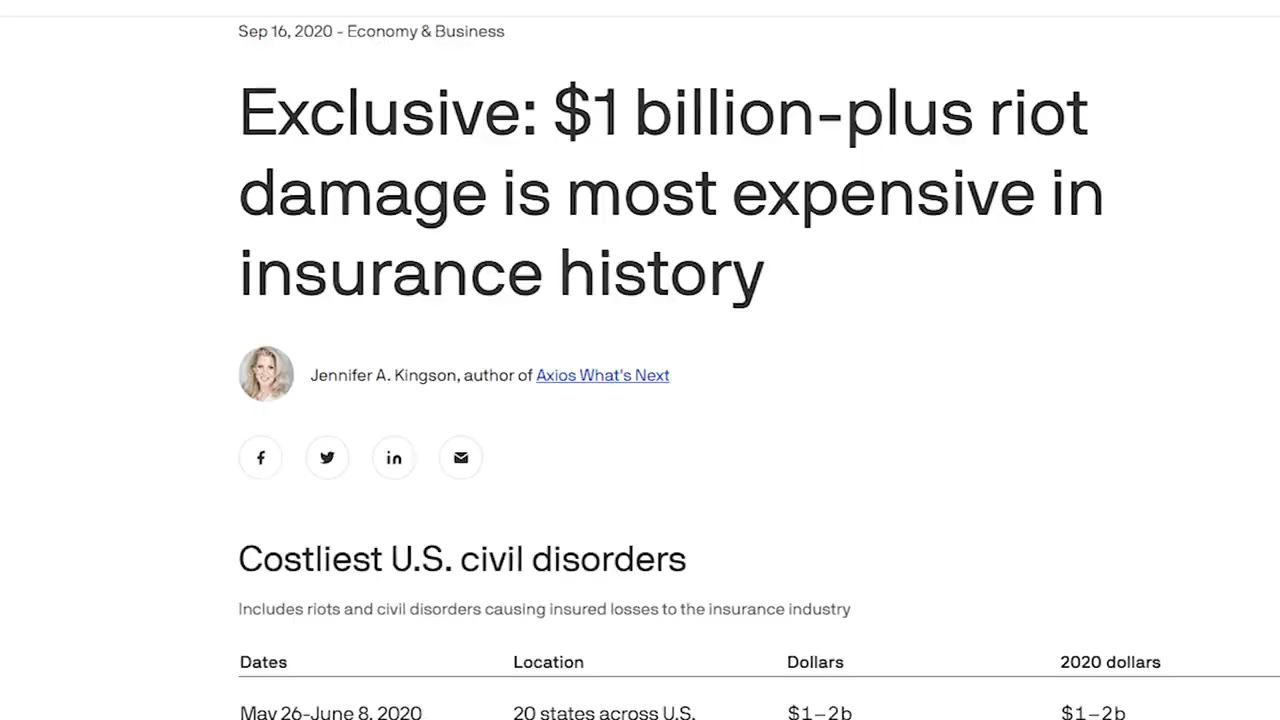 Sep 16, 2020 - Economy & Business
Exclusive: $1 billion-plus riot
damage is most expensive in
insurance history
Jennifer A. Kingson, author of Axios What's Next
Costliest U.S. civil disorders
Includes riots and civil disorders causing insured losses to the insurance industry
Dates Location Dollars 2020 dollars
May 26-June 8, 2020 20 states across U.S. $1–2b $1–2b